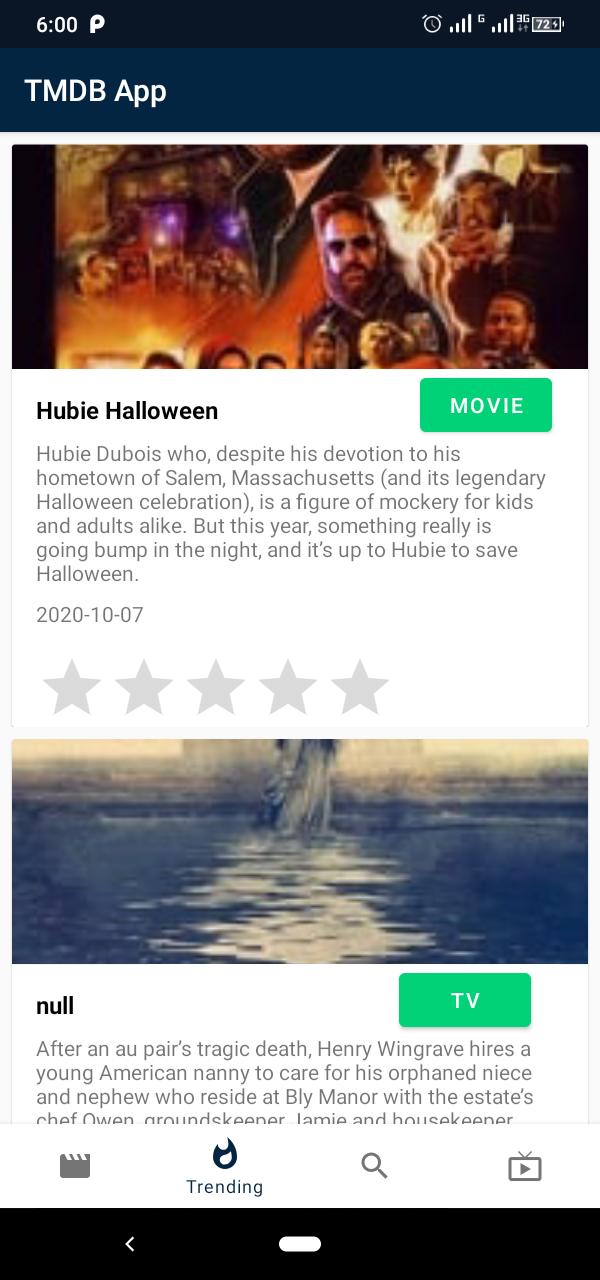 6:00
G 3G 72
TMDB App
Hubie Halloween
MOVIE
Hubie Dubois who, despite his devotion to his
hometown of Salem, Massachusetts (and its legendary
Halloween celebration), is a figure of mockery for kids
and adults alike. But this year, something really is
going bump in the night, and it’s up to Hubie to save
Halloween.
2020-10-07
null
TV
After an au pair’s tragic death, Henry Wingrave hires a
young American nanny to care for his orphaned niece
and nephew who reside at Bly Manor with the estate’s
chef Owen, groundskeeper Jamie and housekeeper,
Trending